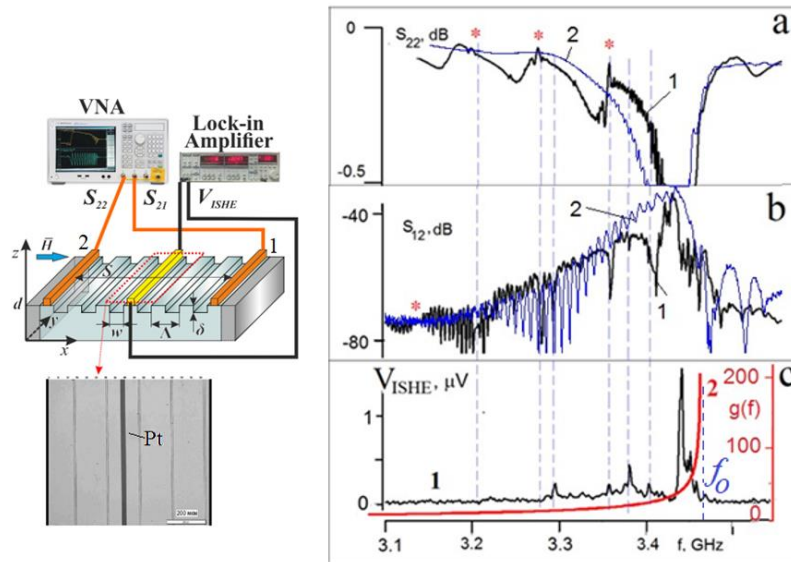 VNA
Lock-in
Amplifier
S22
S21
VISHE
H
2
1
z
S
d
y
w
Λ
δ
x
Pt
200 мкм
0
S22, dB
-0.5
*
*
*
2
1
a
-40
S12, dB
-80
*
2
1
b
VISHE, μV
1
0
1
2
c
200
g(f)
100
0
fo
3.1
3.2
3.3
3.4
f, GHz